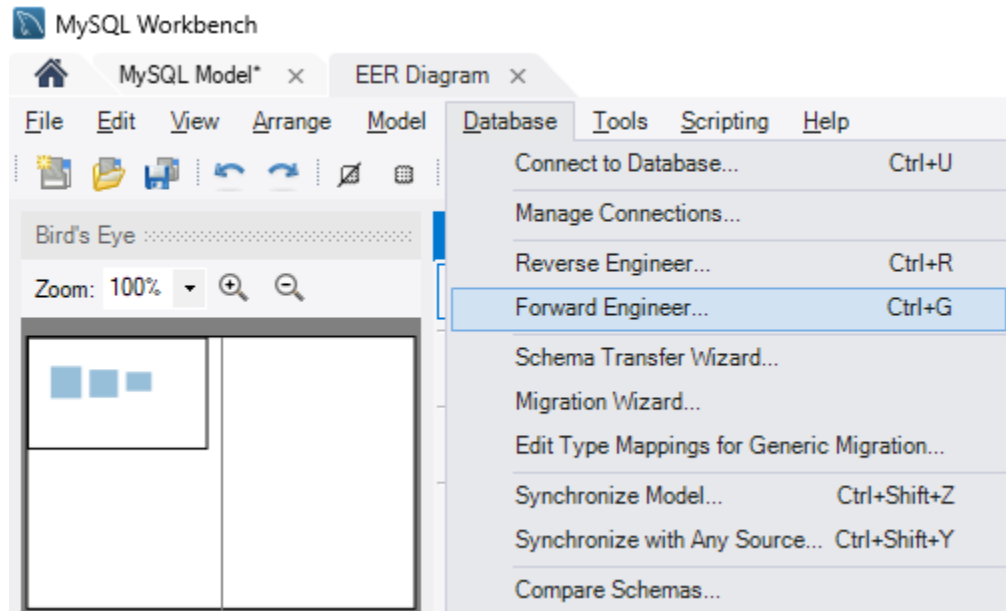 MySQL Workbench
MySQL Model* × EER Diagram ×
File Edit View Arrange Model Database Tools Scripting Help
Connect to Database... Ctrl+U
Manage Connections...
Bird's Eye
Reverse Engineer... Ctrl+R
Zoom: 100%
Forward Engineer... Ctrl+G
Schema Transfer Wizard...
Migration Wizard...
Edit Type Mappings for Generic Migration...
Synchronize Model... Ctrl+Shift+Z
Synchronize with Any Source... Ctrl+Shift+Y
Compare Schemas...